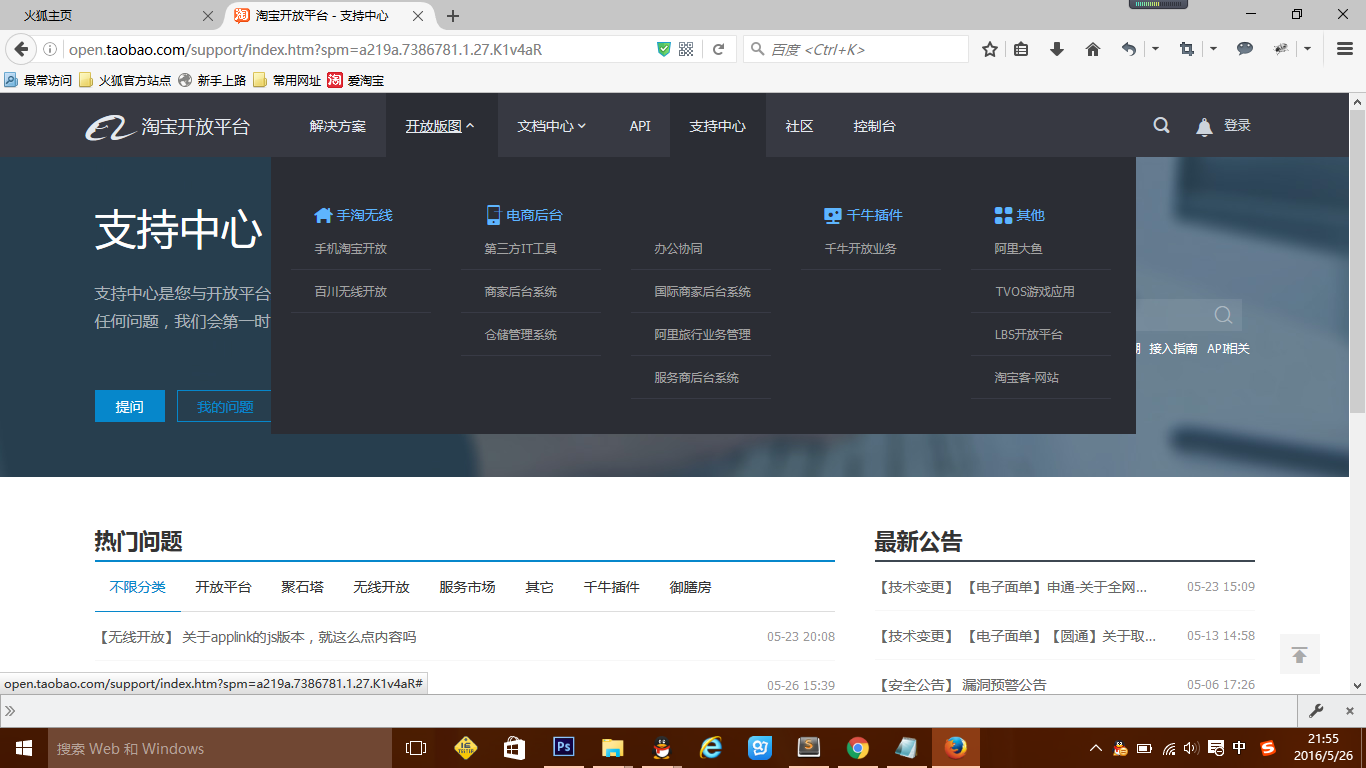 火狐主页
淘宝开放平台 - 支持中心
open.taobao.com/support/index.htm?spm=a219a.7386781.1.27.K1v4aR
百度 <Ctrl+K>
最常访问 火狐官方站点 新手上路 常用网址 淘 爱淘宝
淘宝开放平台 解决方案 开放版图 文档中心 API 支持中心 社区 控制台 登录
手淘无线 电商后台 千牛插件 其他
手机淘宝开放 第三方IT工具 办公协同 千牛开放业务 阿里大鱼
百川无线开放 商家后台系统 国际商家后台系统 TVOS游戏应用
仓储管理系统 阿里旅行业务管理 LBS开放平台
服务商后台系统 淘宝客-网站
支持中心
支持中心是您与开放平台
任何问题，我们会第一时
接入指南 API相关
提问 我的问题
热门问题
不限分类 开放平台 聚石塔 无线开放 服务市场 其它 千牛插件 御膳房
【无线开放】 关于applink的js版本，就这么点内容吗 05-23 20:08
05-26 15:39
最新公告
【技术变更】 【电子面单】申通-关于全网... 05-23 15:09
【技术变更】 【电子面单】【圆通】关于取... 05-13 14:58
【安全公告】 漏洞预警公告 05-06 17:26
open.taobao.com/support/index.htm?spm=a219a.7386781.1.27.K1v4aR#
搜索 Web 和 Windows
Ps
中
21:55
2016/5/26